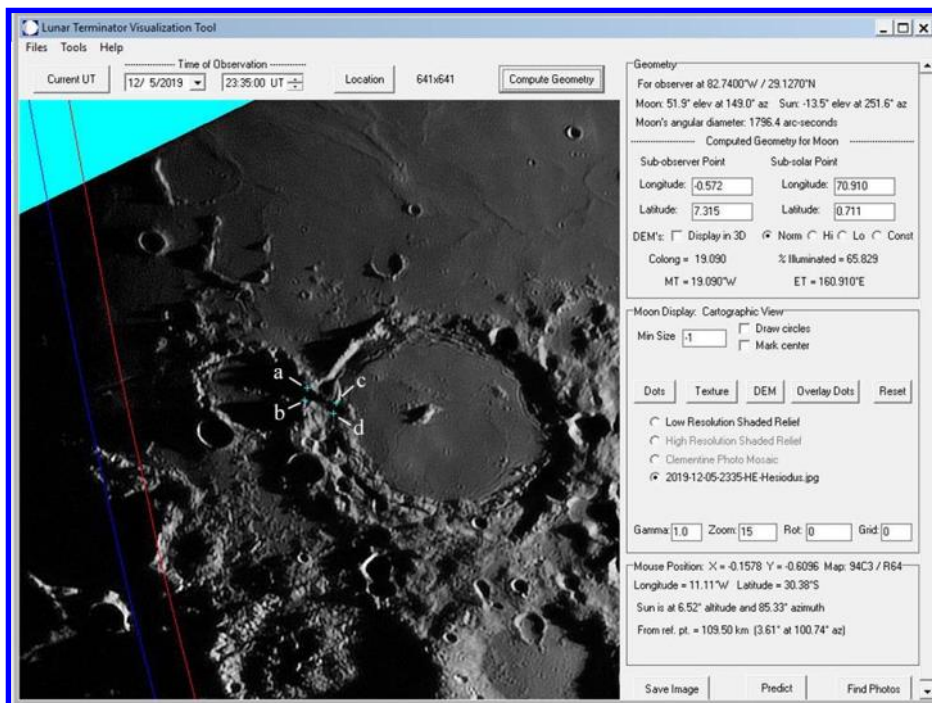 Lunar Terminator Visualization Tool
Files Tools Help
Time of Observation
Current UT
12/ 5/2019
23:35:00 UT
Location
641x641
Compute Geometry
a
b
c
d
Geometry
For observer at 82.7400°W / 29.1270°N
Moon: 51.9° elev at 149.0° az Sun: -13.5° elev at 251.6° az
Moon's angular diameter: 1796.4 arc-seconds
Computed Geometry for Moon
Sub-observer Point Sub-solar Point
Longitude: -0.572 Longitude: 70.910
Latitude: 7.315 Latitude: 0.711
DEM's: Display in 3D Norm Hi Lo Const
Colong = 19.090 % Illuminated = 65.829
MT = 19.090°W ET = 160.910°E
Moon Display: Cartographic View
Min Size -1 Draw circles
Mark center
Dots Texture DEM Overlay Dots Reset
Low Resolution Shaded Relief
High Resolution Shaded Relief
Clementine Photo Mosaic
2019-12-05-2335-HE-Hesiodus.jpg
Gamma: 1.0 Zoom: 15 Rot: 0 Grid: 0
Mouse Position: X = -0.1578 Y = -0.6096 Map: 94C3 / R64
Longitude = 11.11°W Latitude = 30.38°S
Sun is at 6.52° altitude and 85.33° azimuth
From ref. pt. = 109.50 km (3.61° at 100.74° az)
Save Image Predict Find Photos